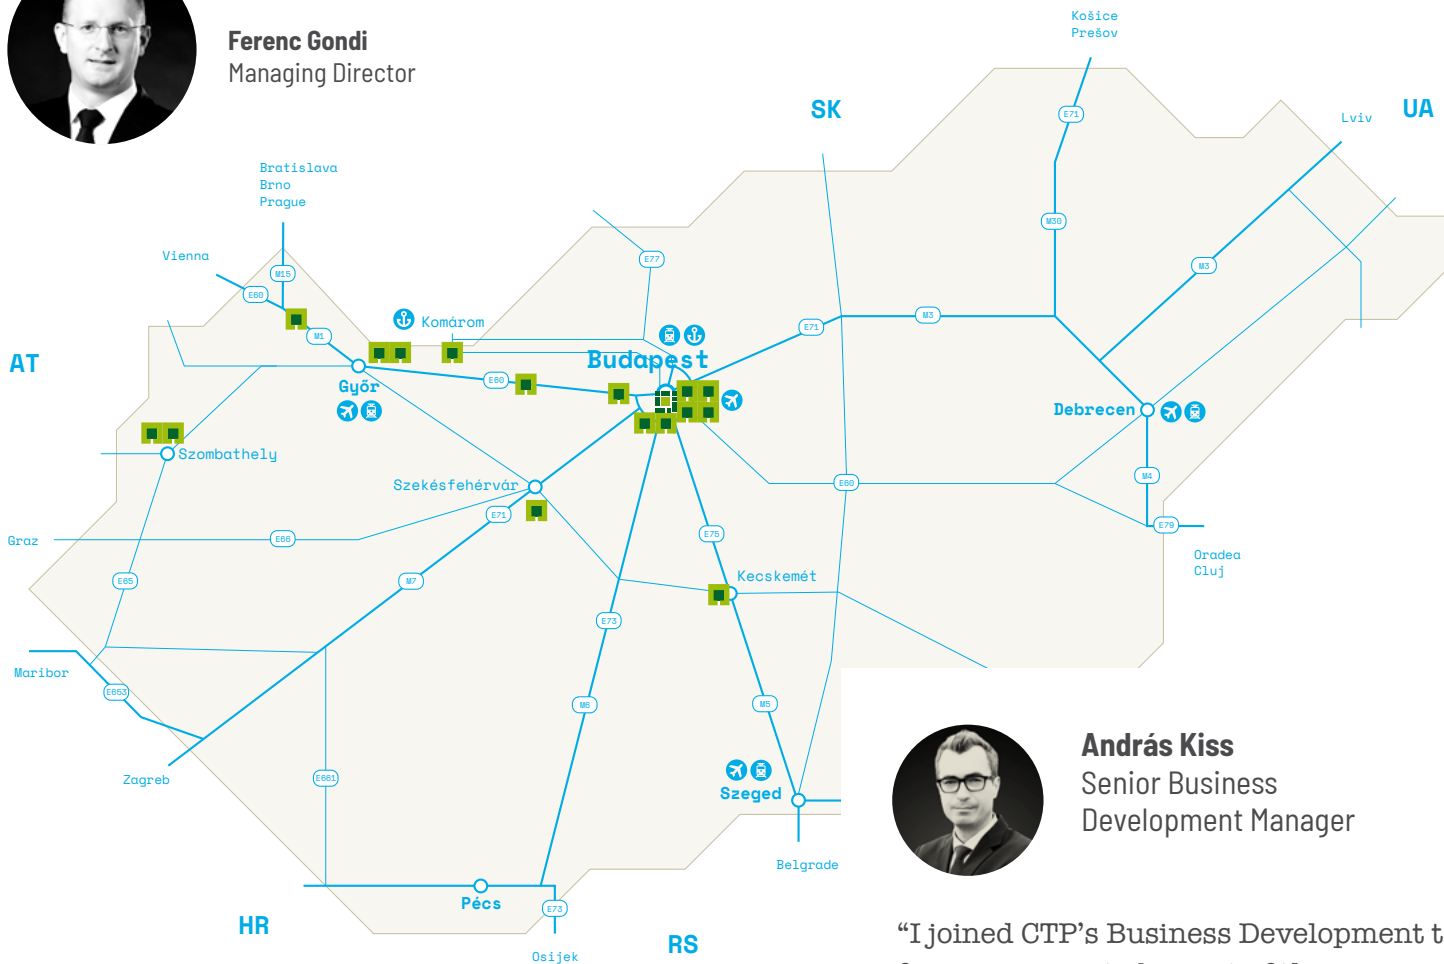 Ferenc Gondi
Managing Director
Košice
Prešov
SK
UA
Lviv
E71
Bratislava
Brno
Prague
M30
Vienna
E77
M3
M15
E60
Komárom
M3
E71
M1
Budapest
AT
E60
Győr
Debrecen
Szombathely
M4
Szekésfehérvár
E60
E71
E79
E75
Graz
E66
Oradea
Cluj
Kecskemét
E65
M7
E73
Maribor
E653
M6
M5
András Kiss
Senior Business
Development Manager
Zagreb
E661
Szeged
Belgrade
Pécs
E73
HR
RS
Osijek
“I joined CTP’s Business Development t